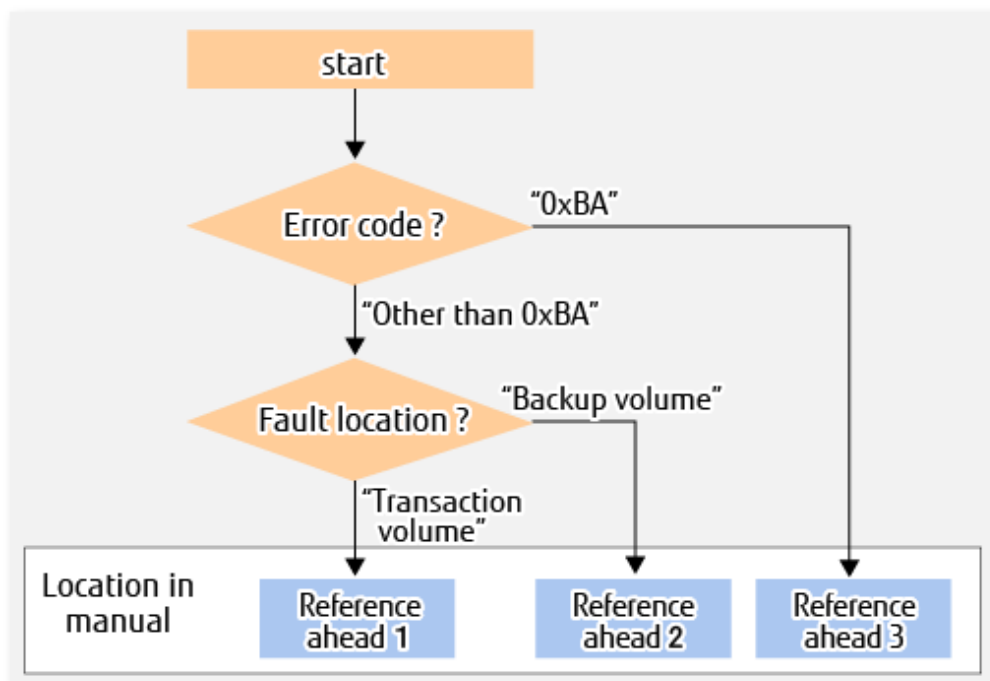 start
Error code ?
“0xBA”
“Other than 0xBA”
Fault location ?
“Backup volume”
“Transaction
volume”
Location in
manual
Reference
ahead 1
Reference
ahead 2
Reference
ahead 3